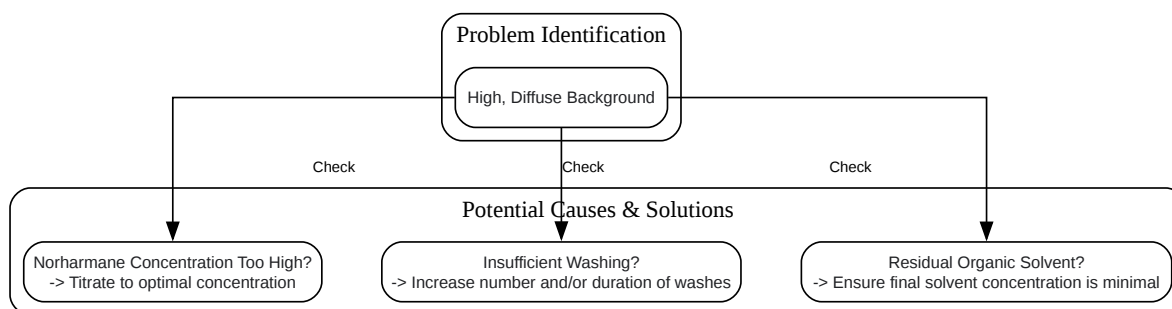 Problem Identification
High, Diffuse Background
Check
Check
Check
Potential Causes & Solutions
Norharmane Concentration Too High?
-> Titrate to optimal concentration
Insufficient Washing?
-> Increase number and/or duration of washes
Residual Organic Solvent?
-> Ensure final solvent concentration is minimal